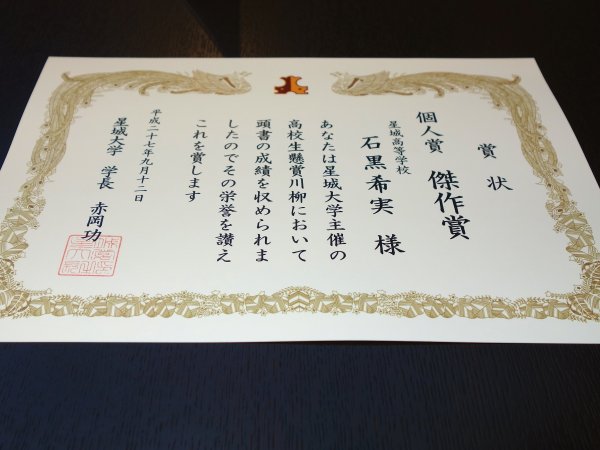 賞状
個人賞 傑作賞
星城高等学校
石黒希実 様
あなたは星城大学主催の
高校生懸賞川柳において
頭書の成績を収められま
したのでその栄誉を讃え
これを賞します
平成二十七年九月十二日
星城大学 学長 赤岡功